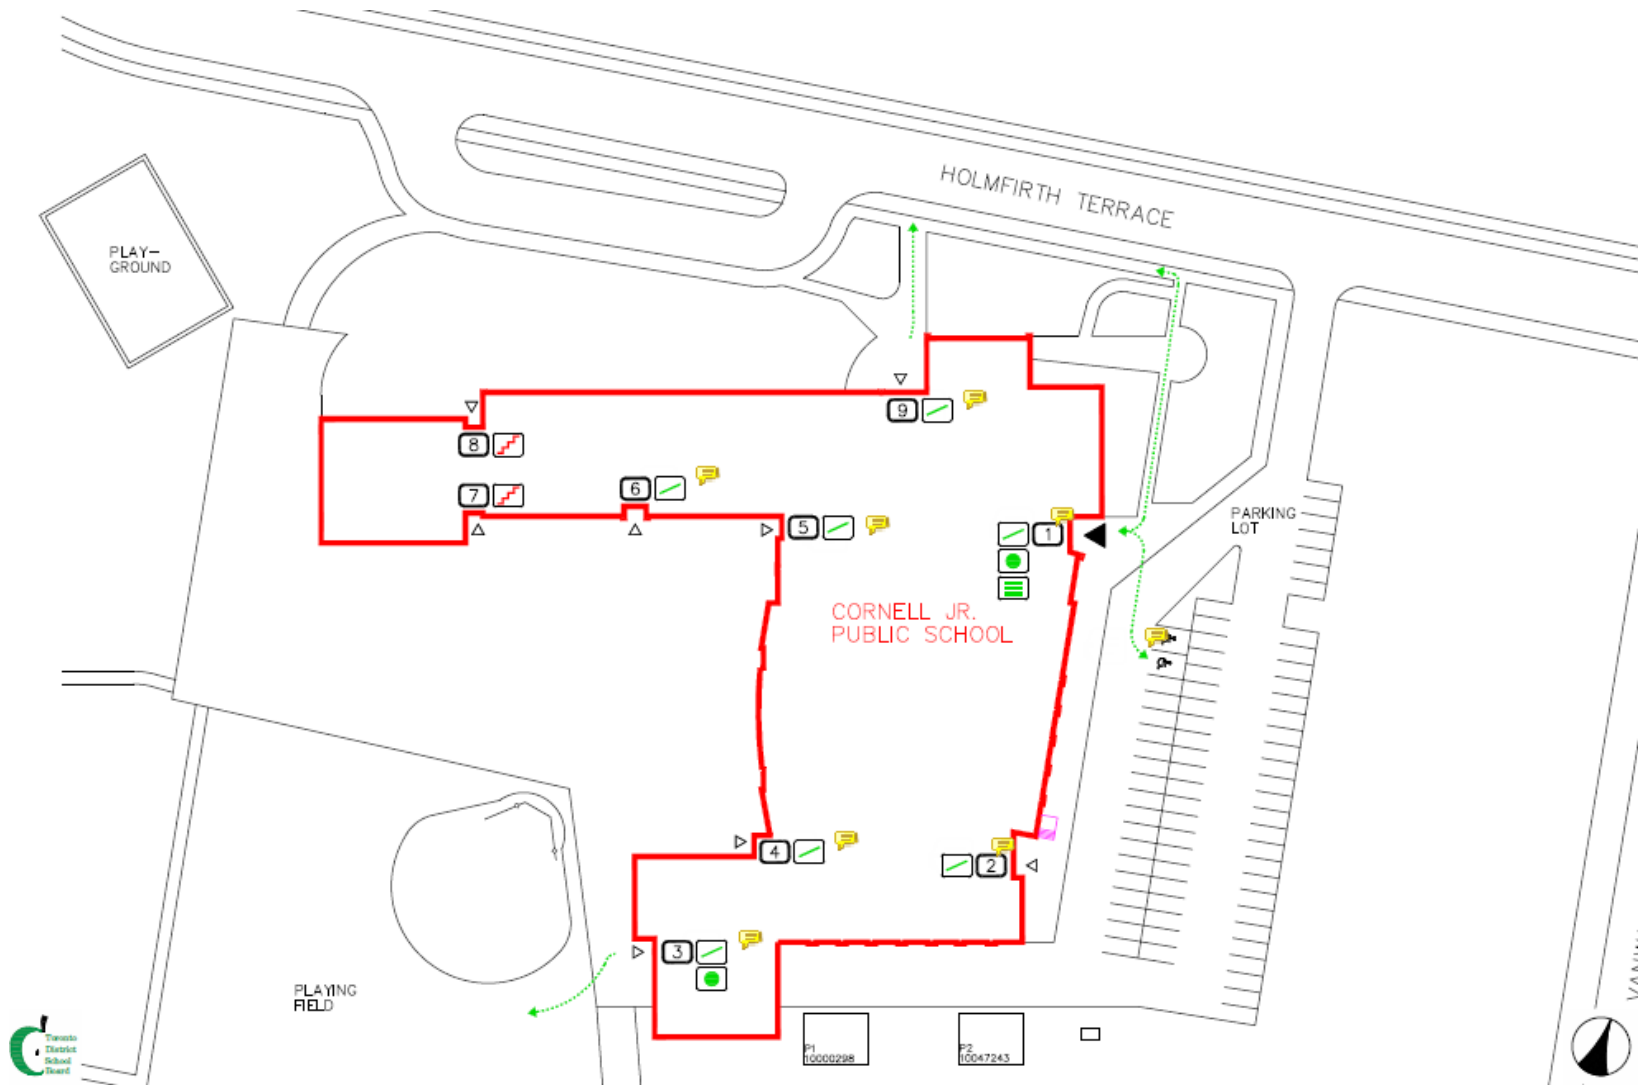 HOLMFIRTH TERRACE
PLAY-
GROUND
9
8
7
6
5
1
PARKING
LOT
CORNELL JR.
PUBLIC SCHOOL
4
2
3
PLAYING
FIELD
P1
10000298
P2
10047243
Toronto
District
School
Board